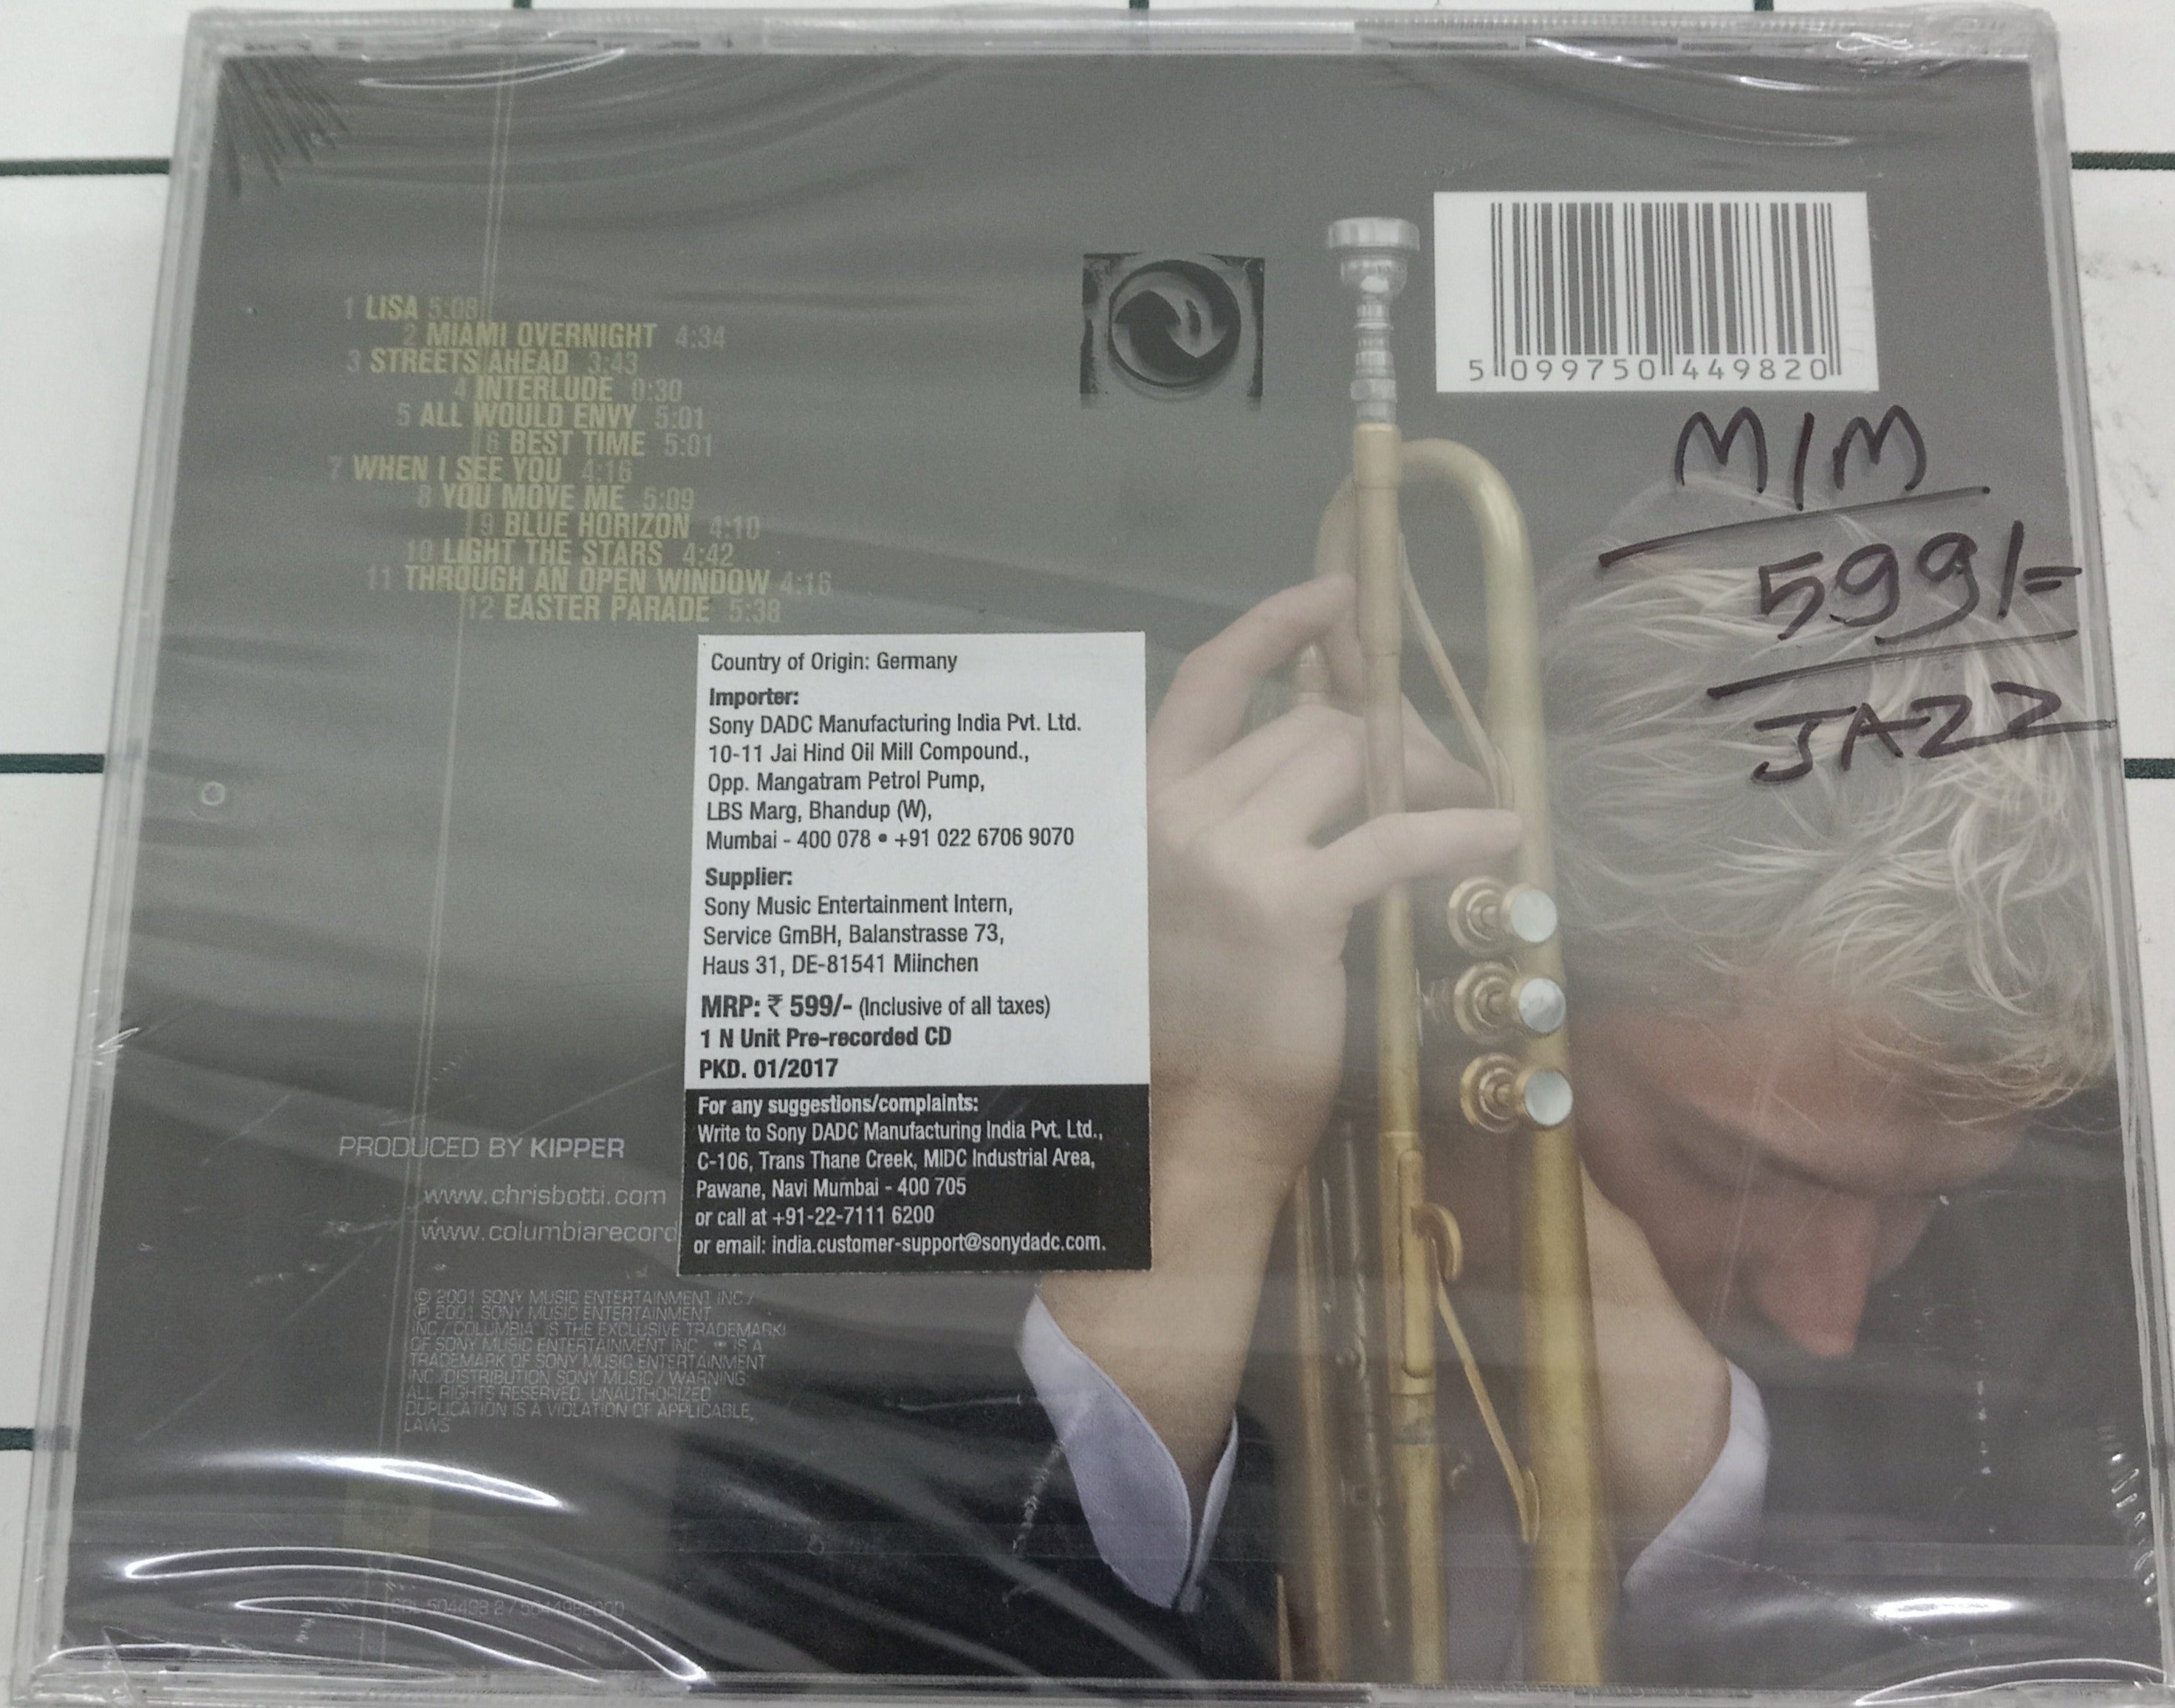 1 LISA 5:08
2 MIAMI OVERNIGHT 4:34
3 STREETS AHEAD 3:43
4 INTERLUDE 0:30
5 ALL WOULD ENVY 5:01
6 BEST TIME 5:01
7 WHEN I SEE YOU 4:16
8 YOU MOVE ME 5:09
9 BLUE HORIZON 4:10
10 LIGHT THE STARS 4:42
11 THROUGH AN OPEN WINDOW 4:16
12 EASTER PARADE 5:38
5 099750 449820
M/M
599/=
JAZZ
Country of Origin: Germany
Importer:
Sony DADC Manufacturing India Pvt. Ltd.
10-11 Jai Hind Oil Mill Compound.,
Opp. Mangatram Petrol Pump,
LBS Marg, Bhandup (W),
Mumbai - 400 078 • +91 022 6706 9070
Supplier:
Sony Music Entertainment Intern,
Service GmBH, Balanstrasse 73,
Haus 31, DE-81541 Miinchen
MRP: ₹ 599/- (Inclusive of all taxes)
1 N Unit Pre-recorded CD
PKD. 01/2017
For any suggestions/complaints:
Write to Sony DADC Manufacturing India Pvt. Ltd.,
C-106, Trans Thane Creek, MIDC Industrial Area,
Pawane, Navi Mumbai - 400 705
or call at +91-22-7111 6200
or email: india.customer-support@sonydadc.com.
PRODUCED BY KIPPER
www.chrisbotti.com
www.columbiarecord
© 2001 SONY MUSIC ENTERTAINMENT INC./
℗ 2001 SONY MUSIC ENTERTAINMENT
INC./"COLUMBIA" IS THE EXCLUSIVE TRADEMARK
OF SONY MUSIC ENTERTAINMENT INC. IS A
TRADEMARK OF SONY MUSIC ENTERTAINMENT
INC./DISTRIBUTION SONY MUSIC / WARNING:
ALL RIGHTS RESERVED. UNAUTHORIZED
DUPLICATION IS A VIOLATION OF APPLICABLE
LAWS